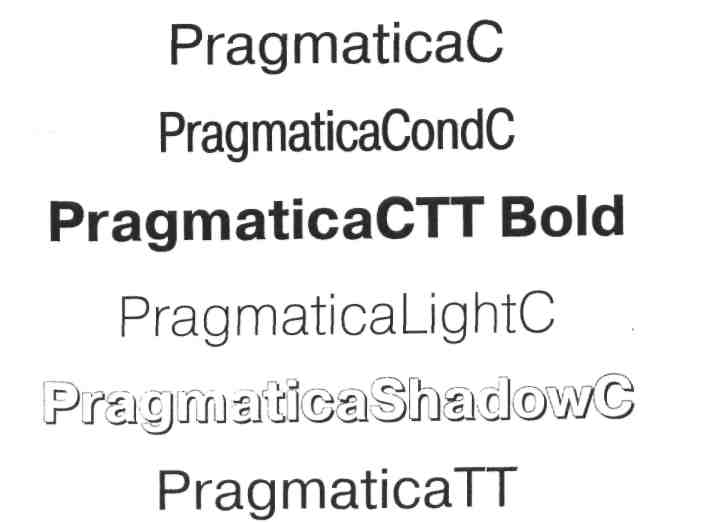 PragmaticaC
PragmaticaCondC
PragmaticaCTT Bold
PragmaticaLightC
PragmaticaShadowC
PragmaticaTT